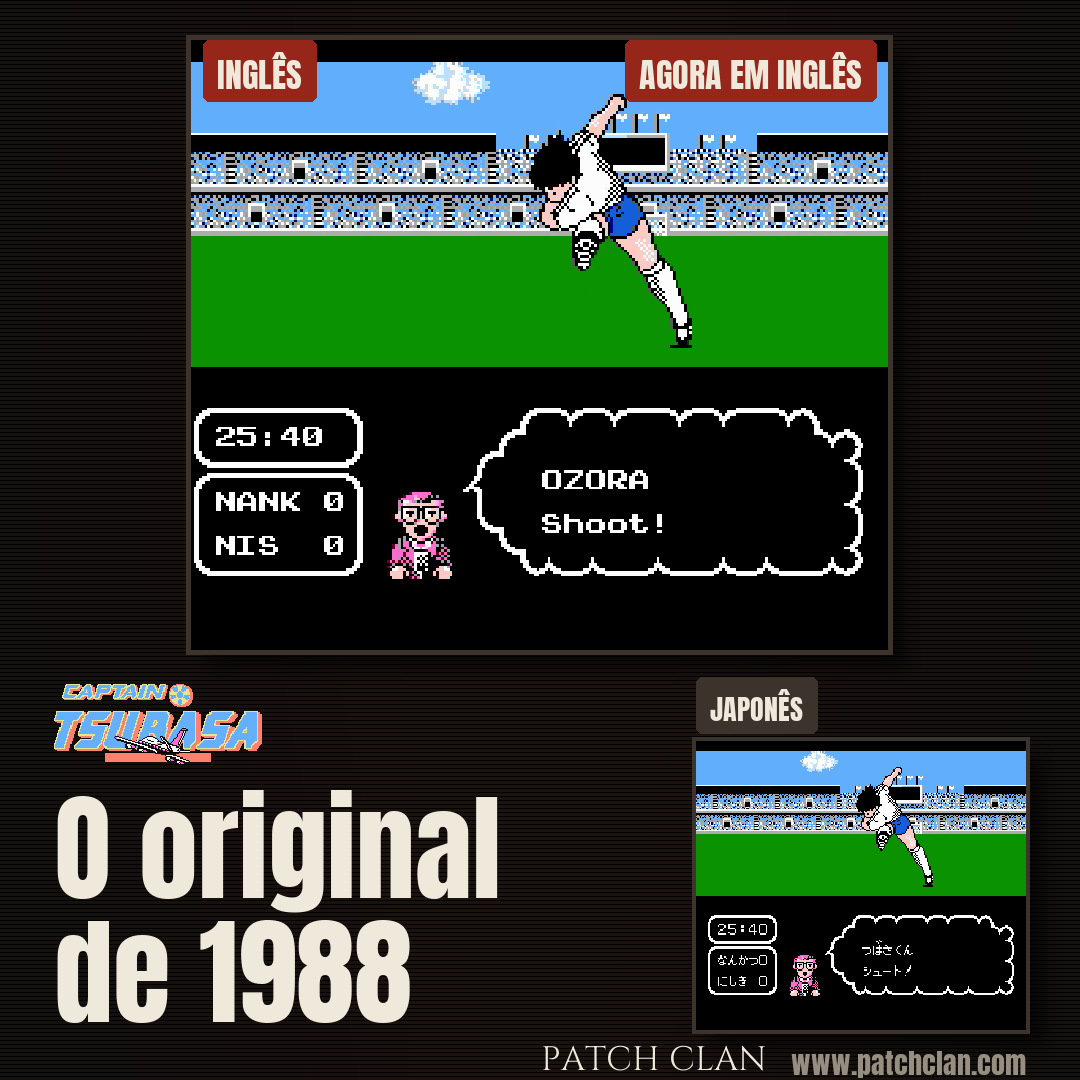 INGLÊS
AGORA EM INGLÊS
25:40
NANK 0
NIS 0
OZORA
Shoot!
CAPTAIN
TSUBASA
O original
de 1988
JAPONÊS
25:40
なんかつ0
にしき 0
つばさくん
シュート!
PATCH CLAN
www.patchclan.com